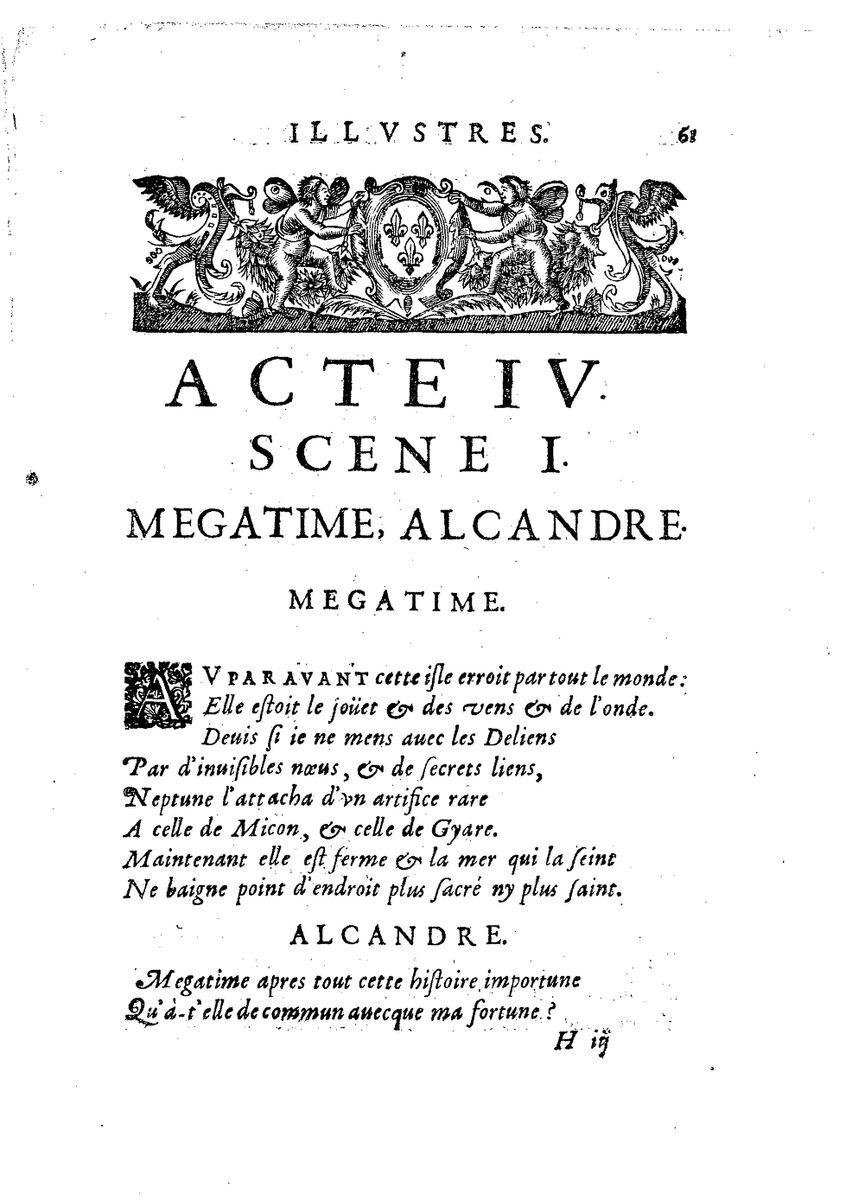 ILLVSTRES.
61
ACTE IV.
SCENE I.
MEGATIME, ALCANDRE.
MEGATIME.
AVPARAVANT cette iſle erroit par tout le monde:
Elle eſtoit le joüet & des vens & de l'onde.
Deuis ſi ie ne mens auec les Deliens
Par d'inuiſibles nœus, & de ſecrets liens,
Neptune l'attacha d'vn artifice rare
A celle de Micon, & celle de Gyare.
Maintenant elle eſt ferme & la mer qui la ſeint
Ne baigne point d'endroit plus ſacré ny plus ſaint.
ALCANDRE.
Megatime apres tout cette hiſtoire importune
Qu'à-t'elle de commun auecque ma fortune?
H iij